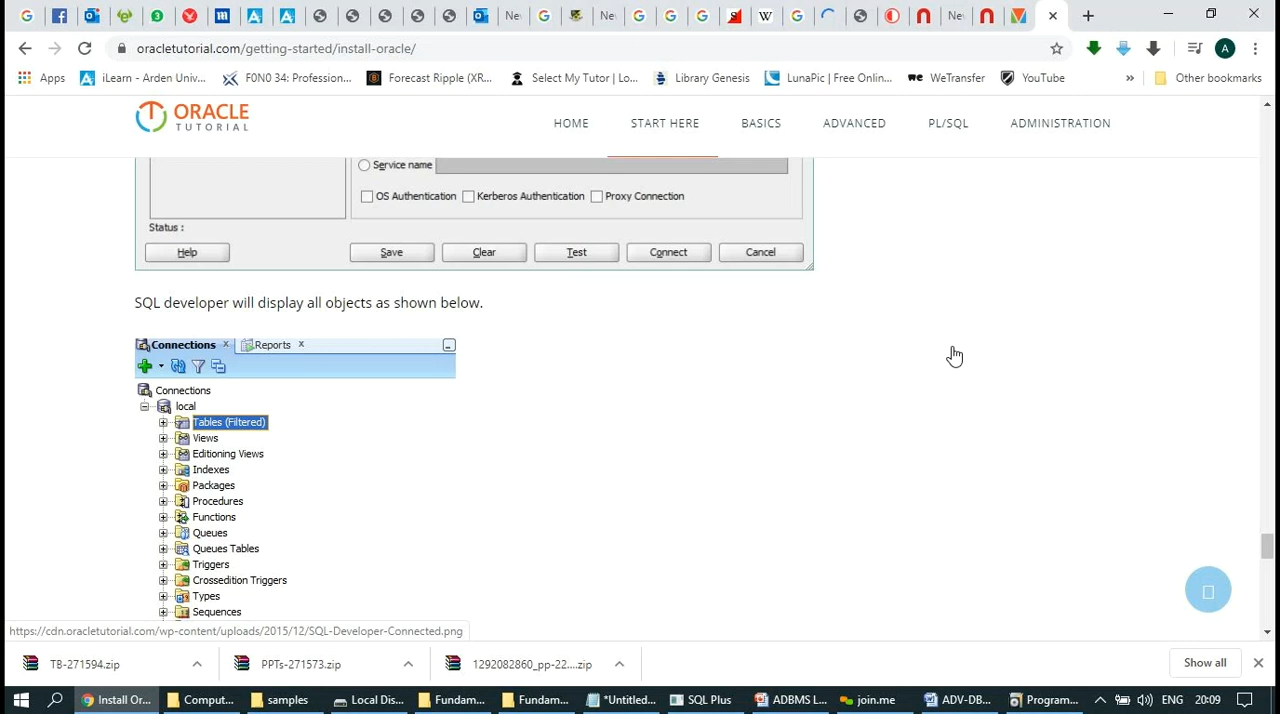 Ne
Ne
Ne
oracletutorial.com/getting-started/install-oracle/
A
Apps
iLearn - Arden Univ...
F0N0 34: Profession...
Forecast Ripple (XR...
Select My Tutor | Lo...
Library Genesis
LunaPic | Free Onlin...
WeTransfer
YouTube
»
Other bookmarks
ORACLE
TUTORIAL
HOME
START HERE
BASICS
ADVANCED
PL/SQL
ADMINISTRATION
Service name
OS Authentication
Kerberos Authentication
Proxy Connection
Status :
Help
Save
Clear
Test
Connect
Cancel
SQL developer will display all objects as shown below.
Connections
Reports
Connections
local
Tables (Filtered)
Views
Editioning Views
Indexes
Packages
Procedures
Functions
Queues
Queues Tables
Triggers
Crossedition Triggers
Types
Sequences
https://cdn.oracletutorial.com/wp-content/uploads/2015/12/SQL-Developer-Connected.png
TB-271594.zip
PPTs-271573.zip
1292082860_pp-22....zip
Show all
Install Or...
Comput...
samples
Local Dis...
Fundam...
Fundam...
*Untitled...
SQL Plus
ADBMS L...
join.me
ADV-DB...
Program...
ENG
20:09